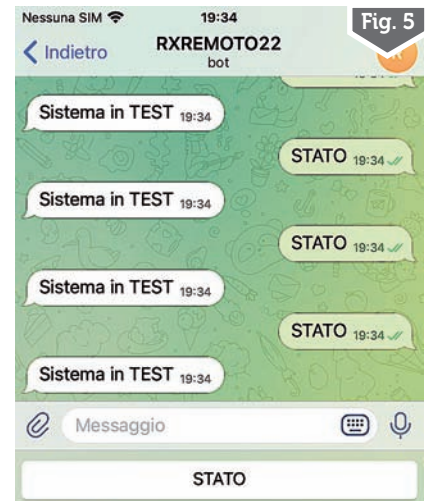 Nessuna SIM 19:34
Fig. 5
Indietro RXREMOTO22
bot
Sistema in TEST 19:34
STATO 19:34
Sistema in TEST 19:34
STATO 19:34
Sistema in TEST 19:34
STATO 19:34
Sistema in TEST 19:34
Messaggio
STATO